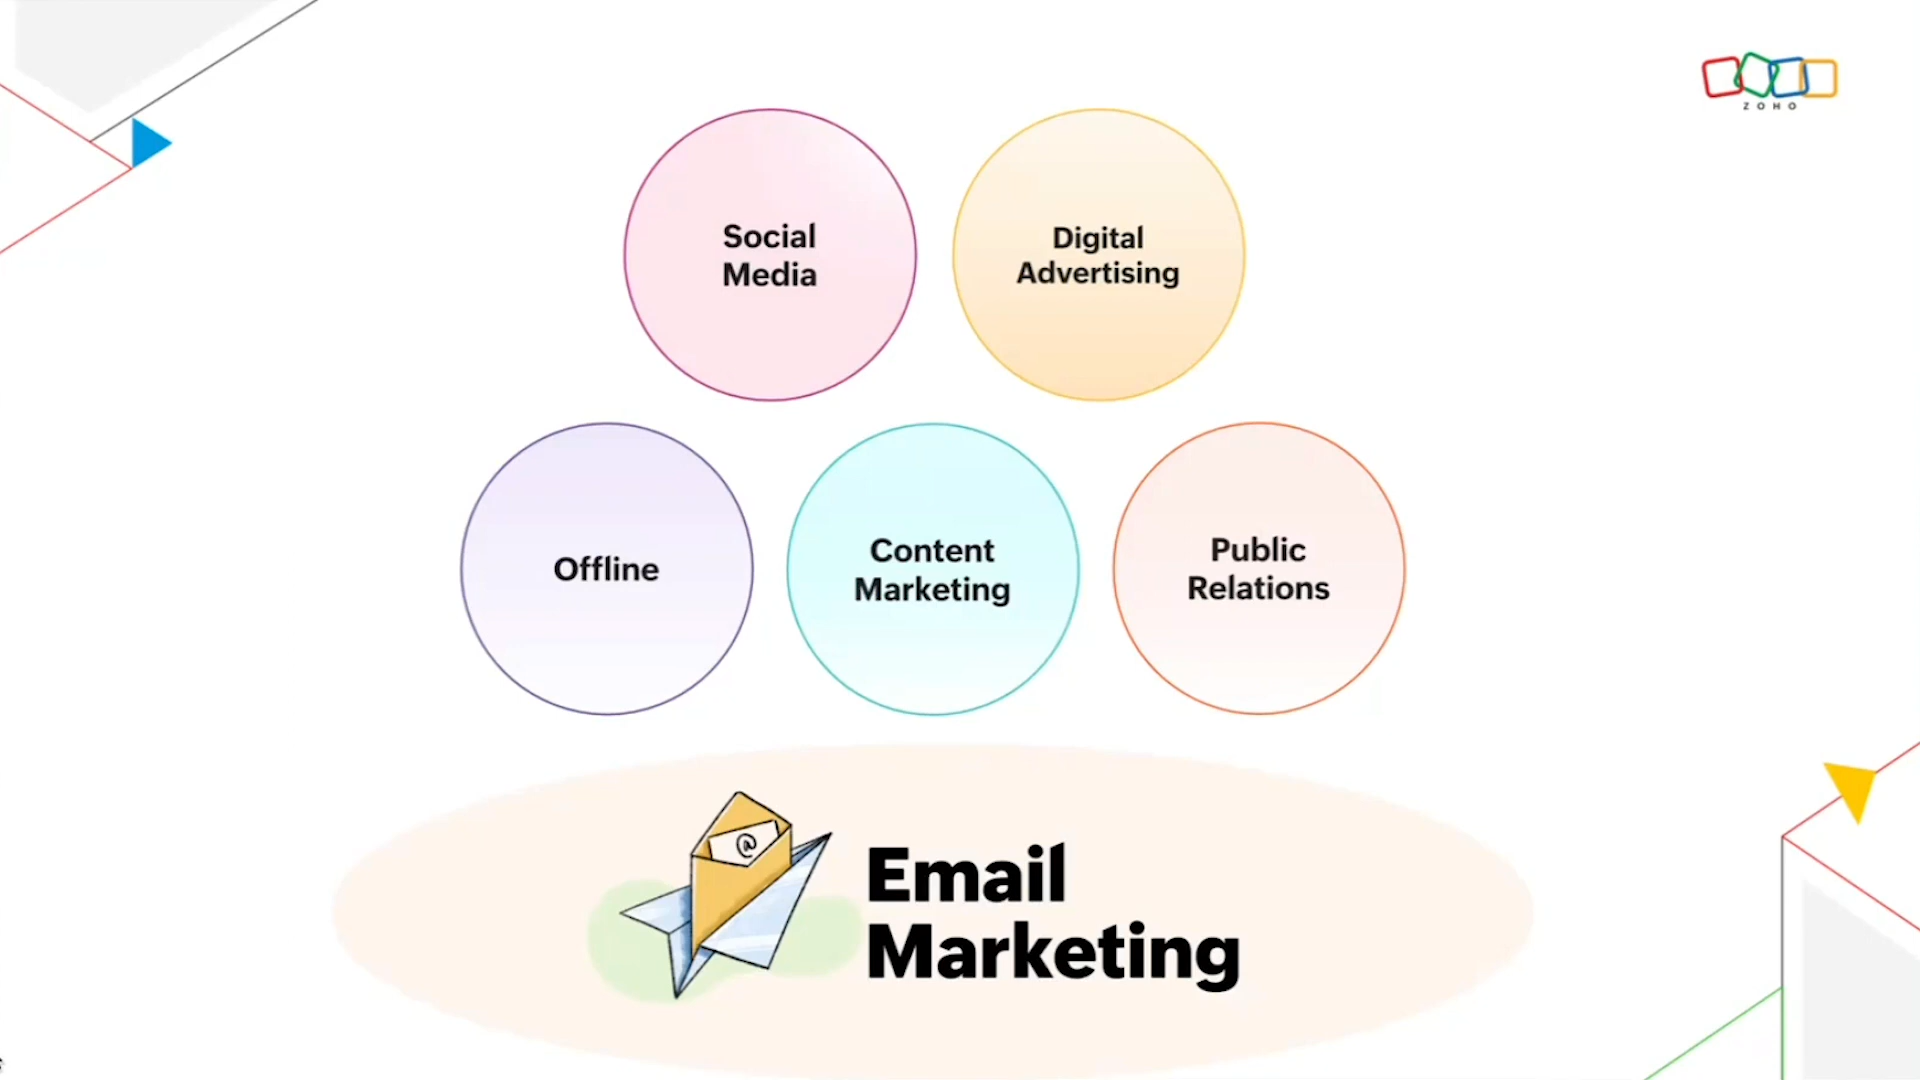 ZOHO
Social
Media
Digital
Advertising
Offline
Content
Marketing
Public
Relations
@
Email
Marketing